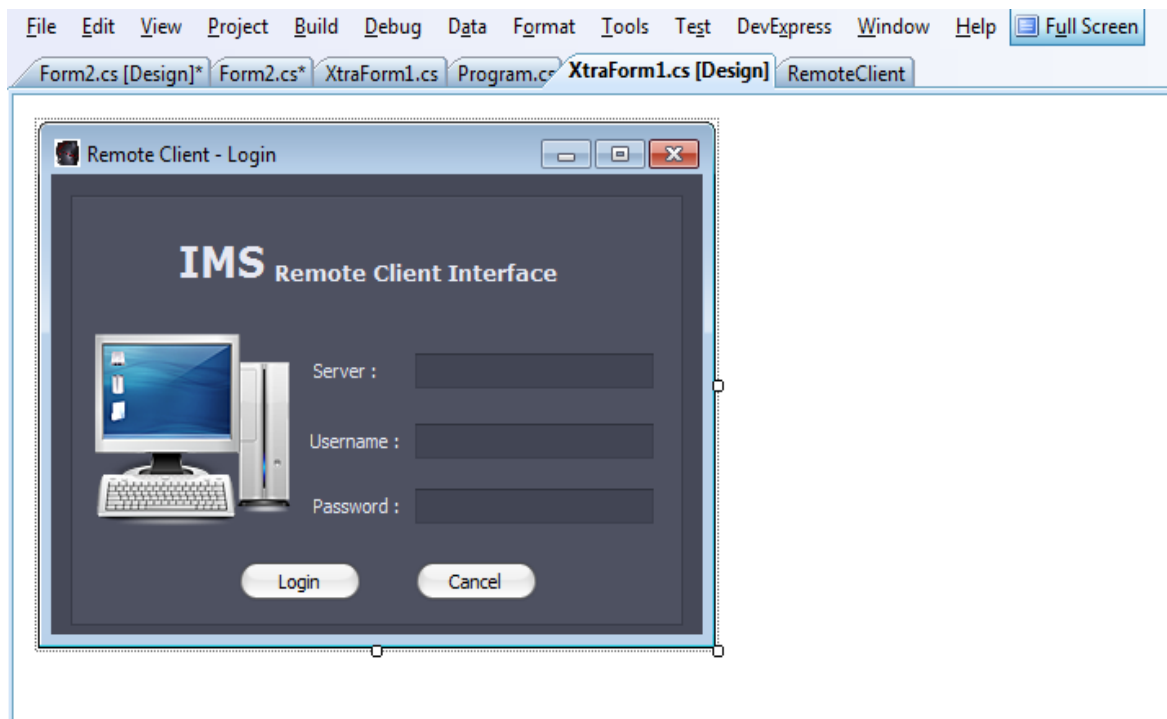 File Edit View Project Build Debug Data Format Tools Test DevExpress Window Help Full Screen
Form2.cs [Design]* Form2.cs* XtraForm1.cs Program.cs XtraForm1.cs [Design] RemoteClient
Remote Client - Login
IMS Remote Client Interface
Server :
Username :
Password :
Login Cancel